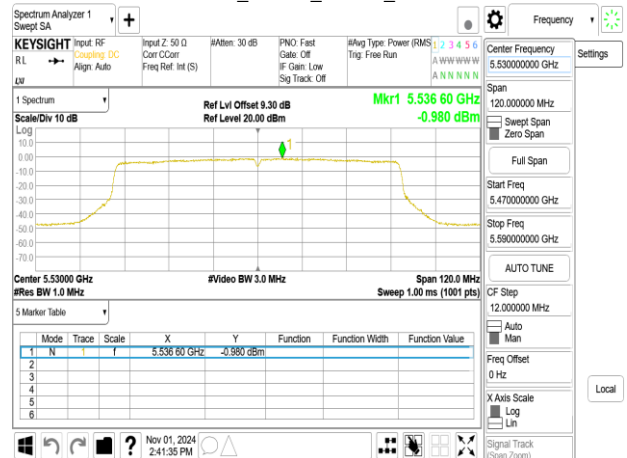 Spectrum Analyzer 1
Swept SA
+
Frequency
KEYSIGHT
RL
LXI
Input: RF
Coupling: DC
Align: Auto
Input Z: 50 Ω
Corr CCorr
Freq Ref: Int (S)
#Atten: 30 dB
PNO: Fast
Gate: Off
IF Gain: Low
Sig Track: Off
#Avg Type: Power (RMS
Trig: Free Run
1 2 3 4 5 6
A W W W W W
A N N N N N
Center Frequency
5.530000000 GHz
Settings
Span
120.000000 MHz
Swept Span
Zero Span
Full Span
Start Freq
5.470000000 GHz
Stop Freq
5.590000000 GHz
AUTO TUNE
CF Step
12.000000 MHz
Auto
Man
Freq Offset
0 Hz
X Axis Scale
Log
Lin
Local
Signal Track
(Span Zoom)
1 Spectrum
Scale/Div 10 dB
Ref Lvl Offset 9.30 dB
Ref Level 20.00 dBm
Mkr1 5.536 60 GHz
-0.980 dBm
Log
10.0
0.00
-10.0
-20.0
-30.0
-40.0
-50.0
-60.0
-70.0
1
Center 5.53000 GHz
#Res BW 1.0 MHz
#Video BW 3.0 MHz
Span 120.0 MHz
Sweep 1.00 ms (1001 pts)
5 Marker Table
Mode Trace Scale X Y Function Function Width Function Value
1 N 1 f 5.536 60 GHz -0.980 dBm
2
3
4
5
6
?
Nov 01, 2024
2:41:35 PM